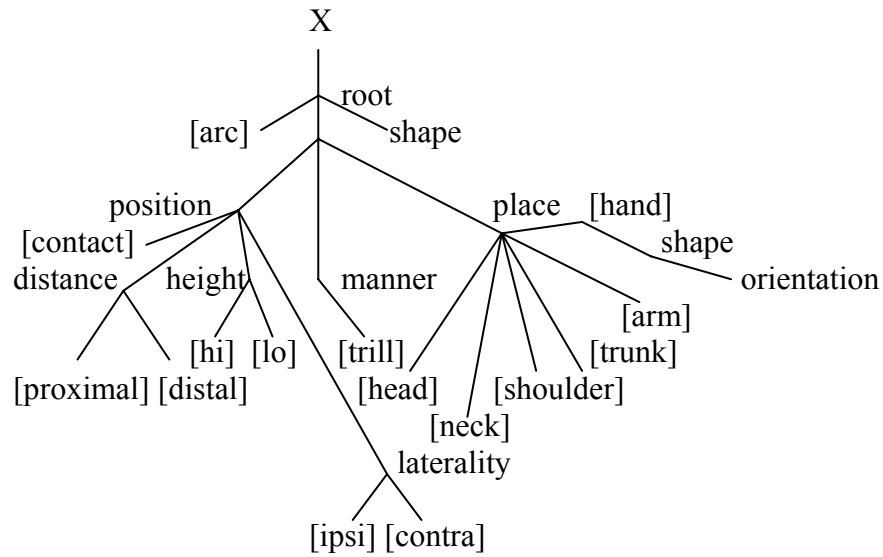 X
root
[arc] shape
position place [hand]
[contact] shape
distance height manner orientation
[arm]
[hi] [lo] [trill] [trunk]
[proximal] [distal] [head] [shoulder]
[neck]
laterality
[ipsi] [contra]